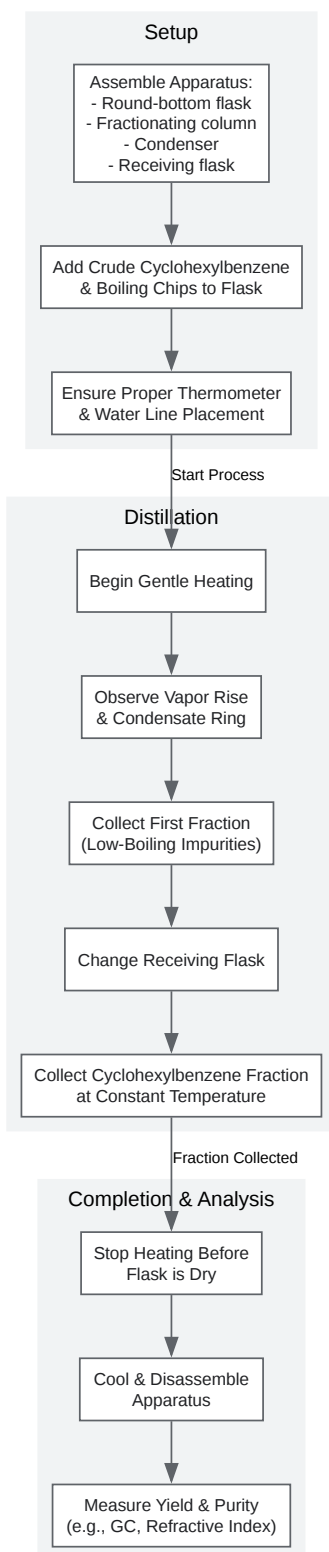 Setup
Assemble Apparatus:
- Round-bottom flask
- Fractionating column
- Condenser
- Receiving flask
Add Crude Cyclohexylbenzene
& Boiling Chips to Flask
Ensure Proper Thermometer
& Water Line Placement
Start Process
Distillation
Begin Gentle Heating
Observe Vapor Rise
& Condensate Ring
Collect First Fraction
(Low-Boiling Impurities)
Change Receiving Flask
Collect Cyclohexylbenzene Fraction
at Constant Temperature
Fraction Collected
Completion & Analysis
Stop Heating Before
Flask is Dry
Cool & Disassemble
Apparatus
Measure Yield & Purity
(e.g., GC, Refractive Index)